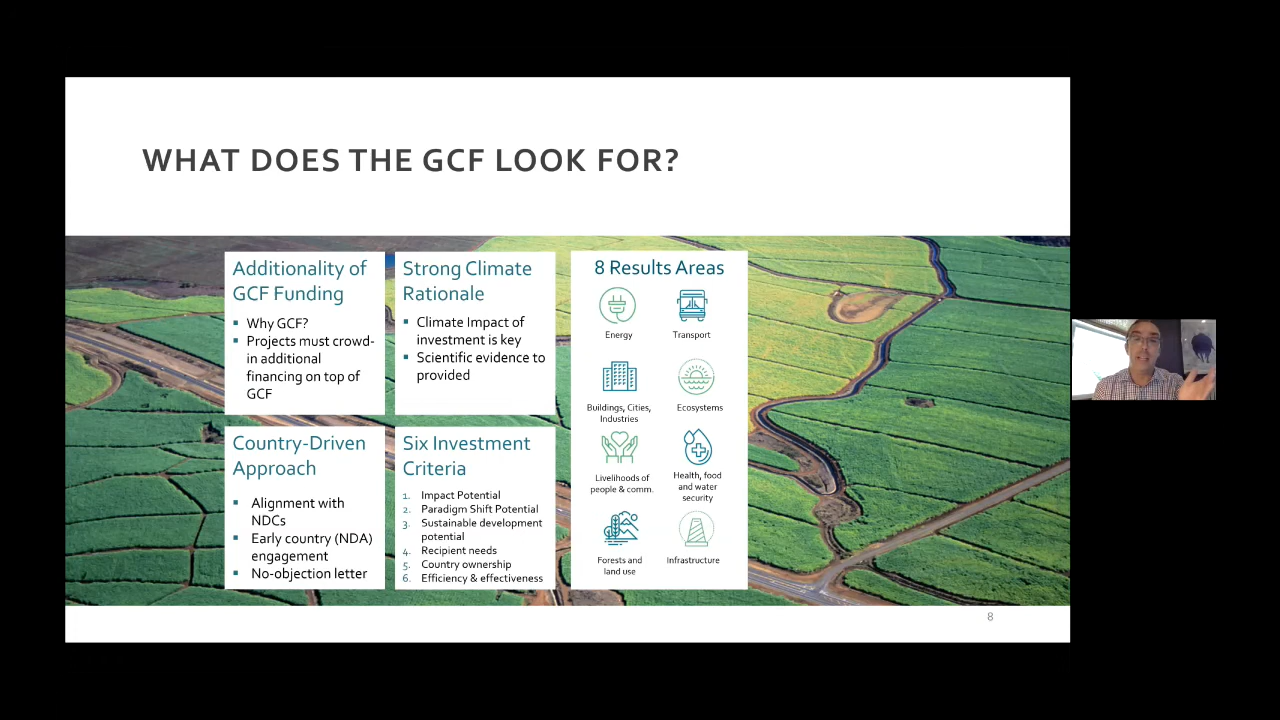 WHAT DOES THE GCF LOOK FOR?
Additionality of
GCF Funding
▪ Why GCF?
▪ Projects must crowd-
in additional
financing on top of
GCF
Strong Climate
Rationale
▪ Climate Impact of
investment is key
▪ Scientific evidence to
provided
Country-Driven
Approach
▪ Alignment with
NDCs
▪ Early country (NDA)
engagement
▪ No-objection letter
Six Investment
Criteria
1. Impact Potential
2. Paradigm Shift Potential
3. Sustainable development
potential
4. Recipient needs
5. Country ownership
6. Efficiency & effectiveness
8 Results Areas
Energy
Transport
Buildings, Cities,
Industries
Ecosystems
Livelihoods of
people & comm.
Health, food
and water
security
Forests and
land use
Infrastructure
8